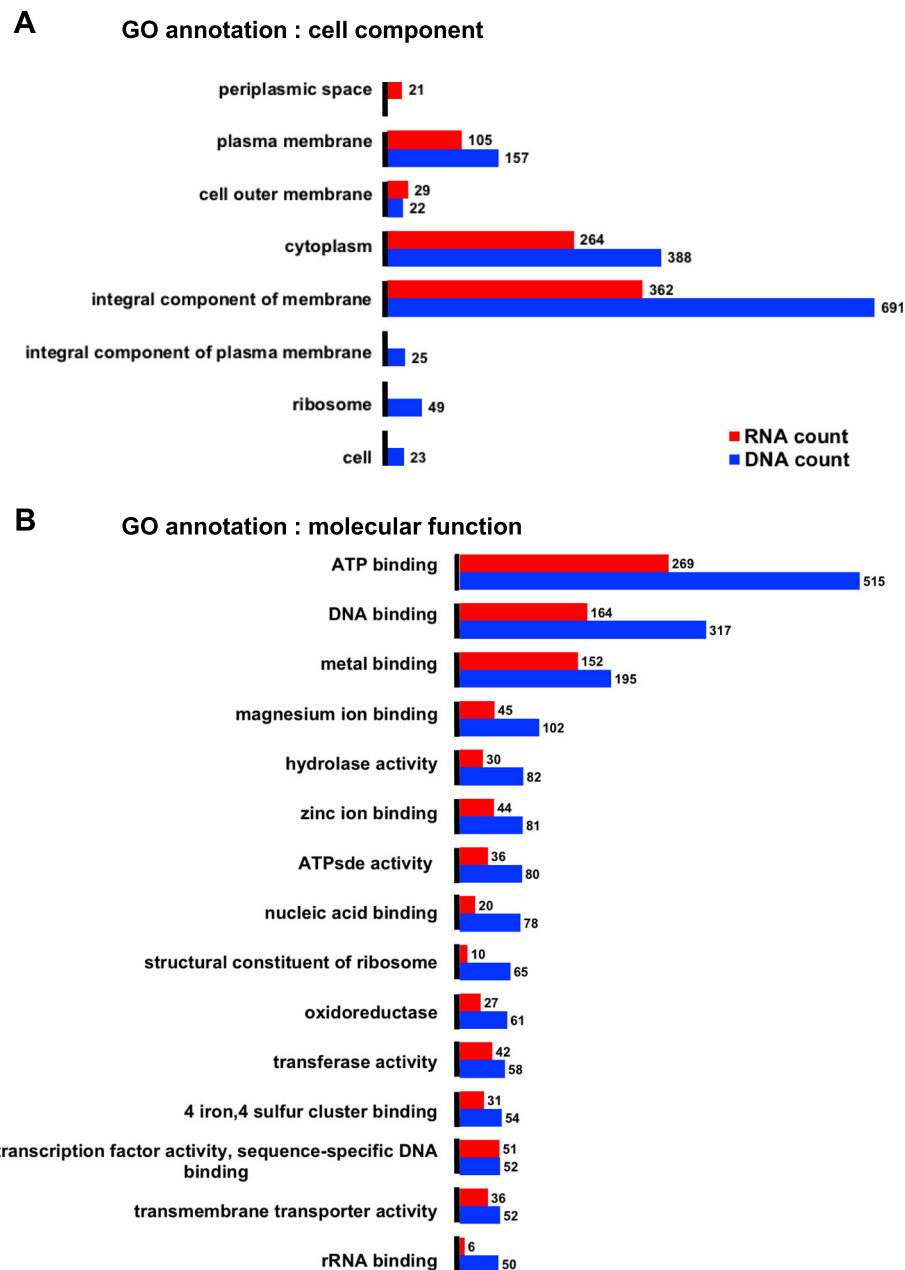 A
GO annotation : cell component
periplasmic space 21
plasma membrane 105
157
cell outer membrane 29
22
cytoplasm 264
388
integral component of membrane 362
691
integral component of plasma membrane 25
ribosome 49
cell 23
RNA count
DNA count
B
GO annotation : molecular function
ATP binding 269
515
DNA binding 164
317
metal binding 152
195
magnesium ion binding 45
102
hydrolase activity 30
82
zinc ion binding 44
81
ATPsde activity 36
80
nucleic acid binding 20
78
structural constituent of ribosome 10
65
oxidoreductase 27
61
transferase activity 42
58
4 iron,4 sulfur cluster binding 31
54
transcription factor activity, sequence-specific DNA 51
binding 52
transmembrane transporter activity 36
52
rRNA binding 6
50